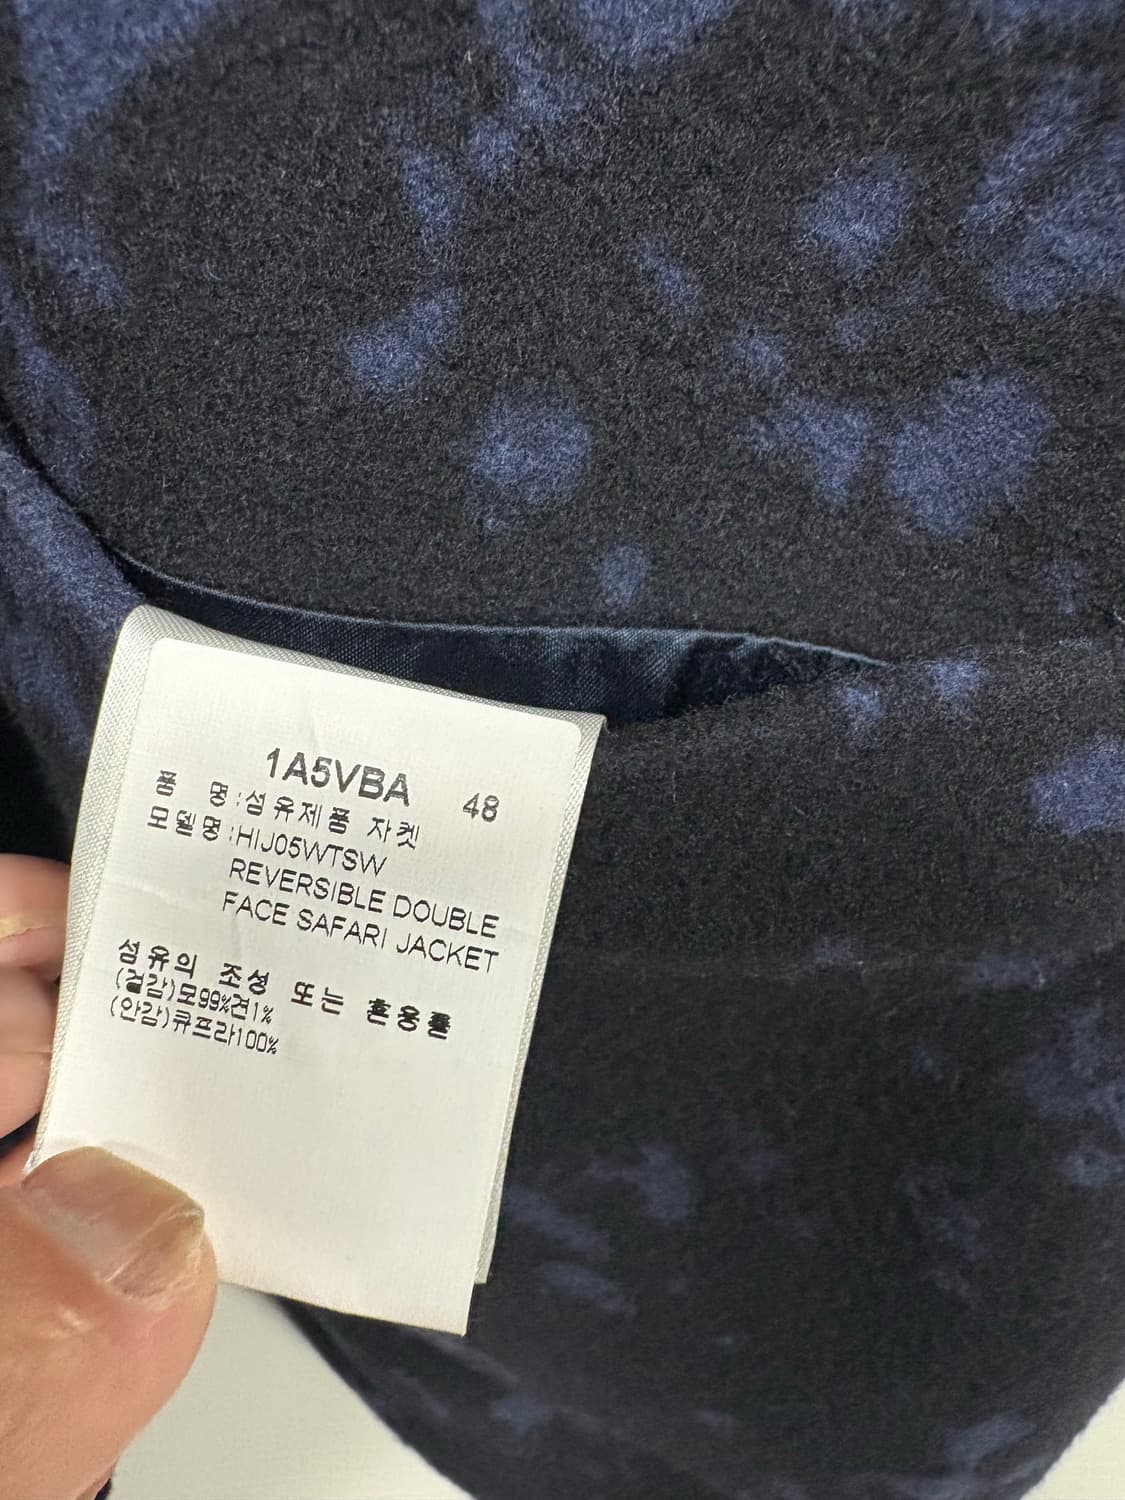 1A5VBA 48
품 명:섬유제품 자켓
모델명:HIJ05WTSW
REVERSIBLE DOUBLE
FACE SAFARI JACKET
섬유의 조성 또는 혼용률
(겉감)모99%견1%
(안감)큐프라100%